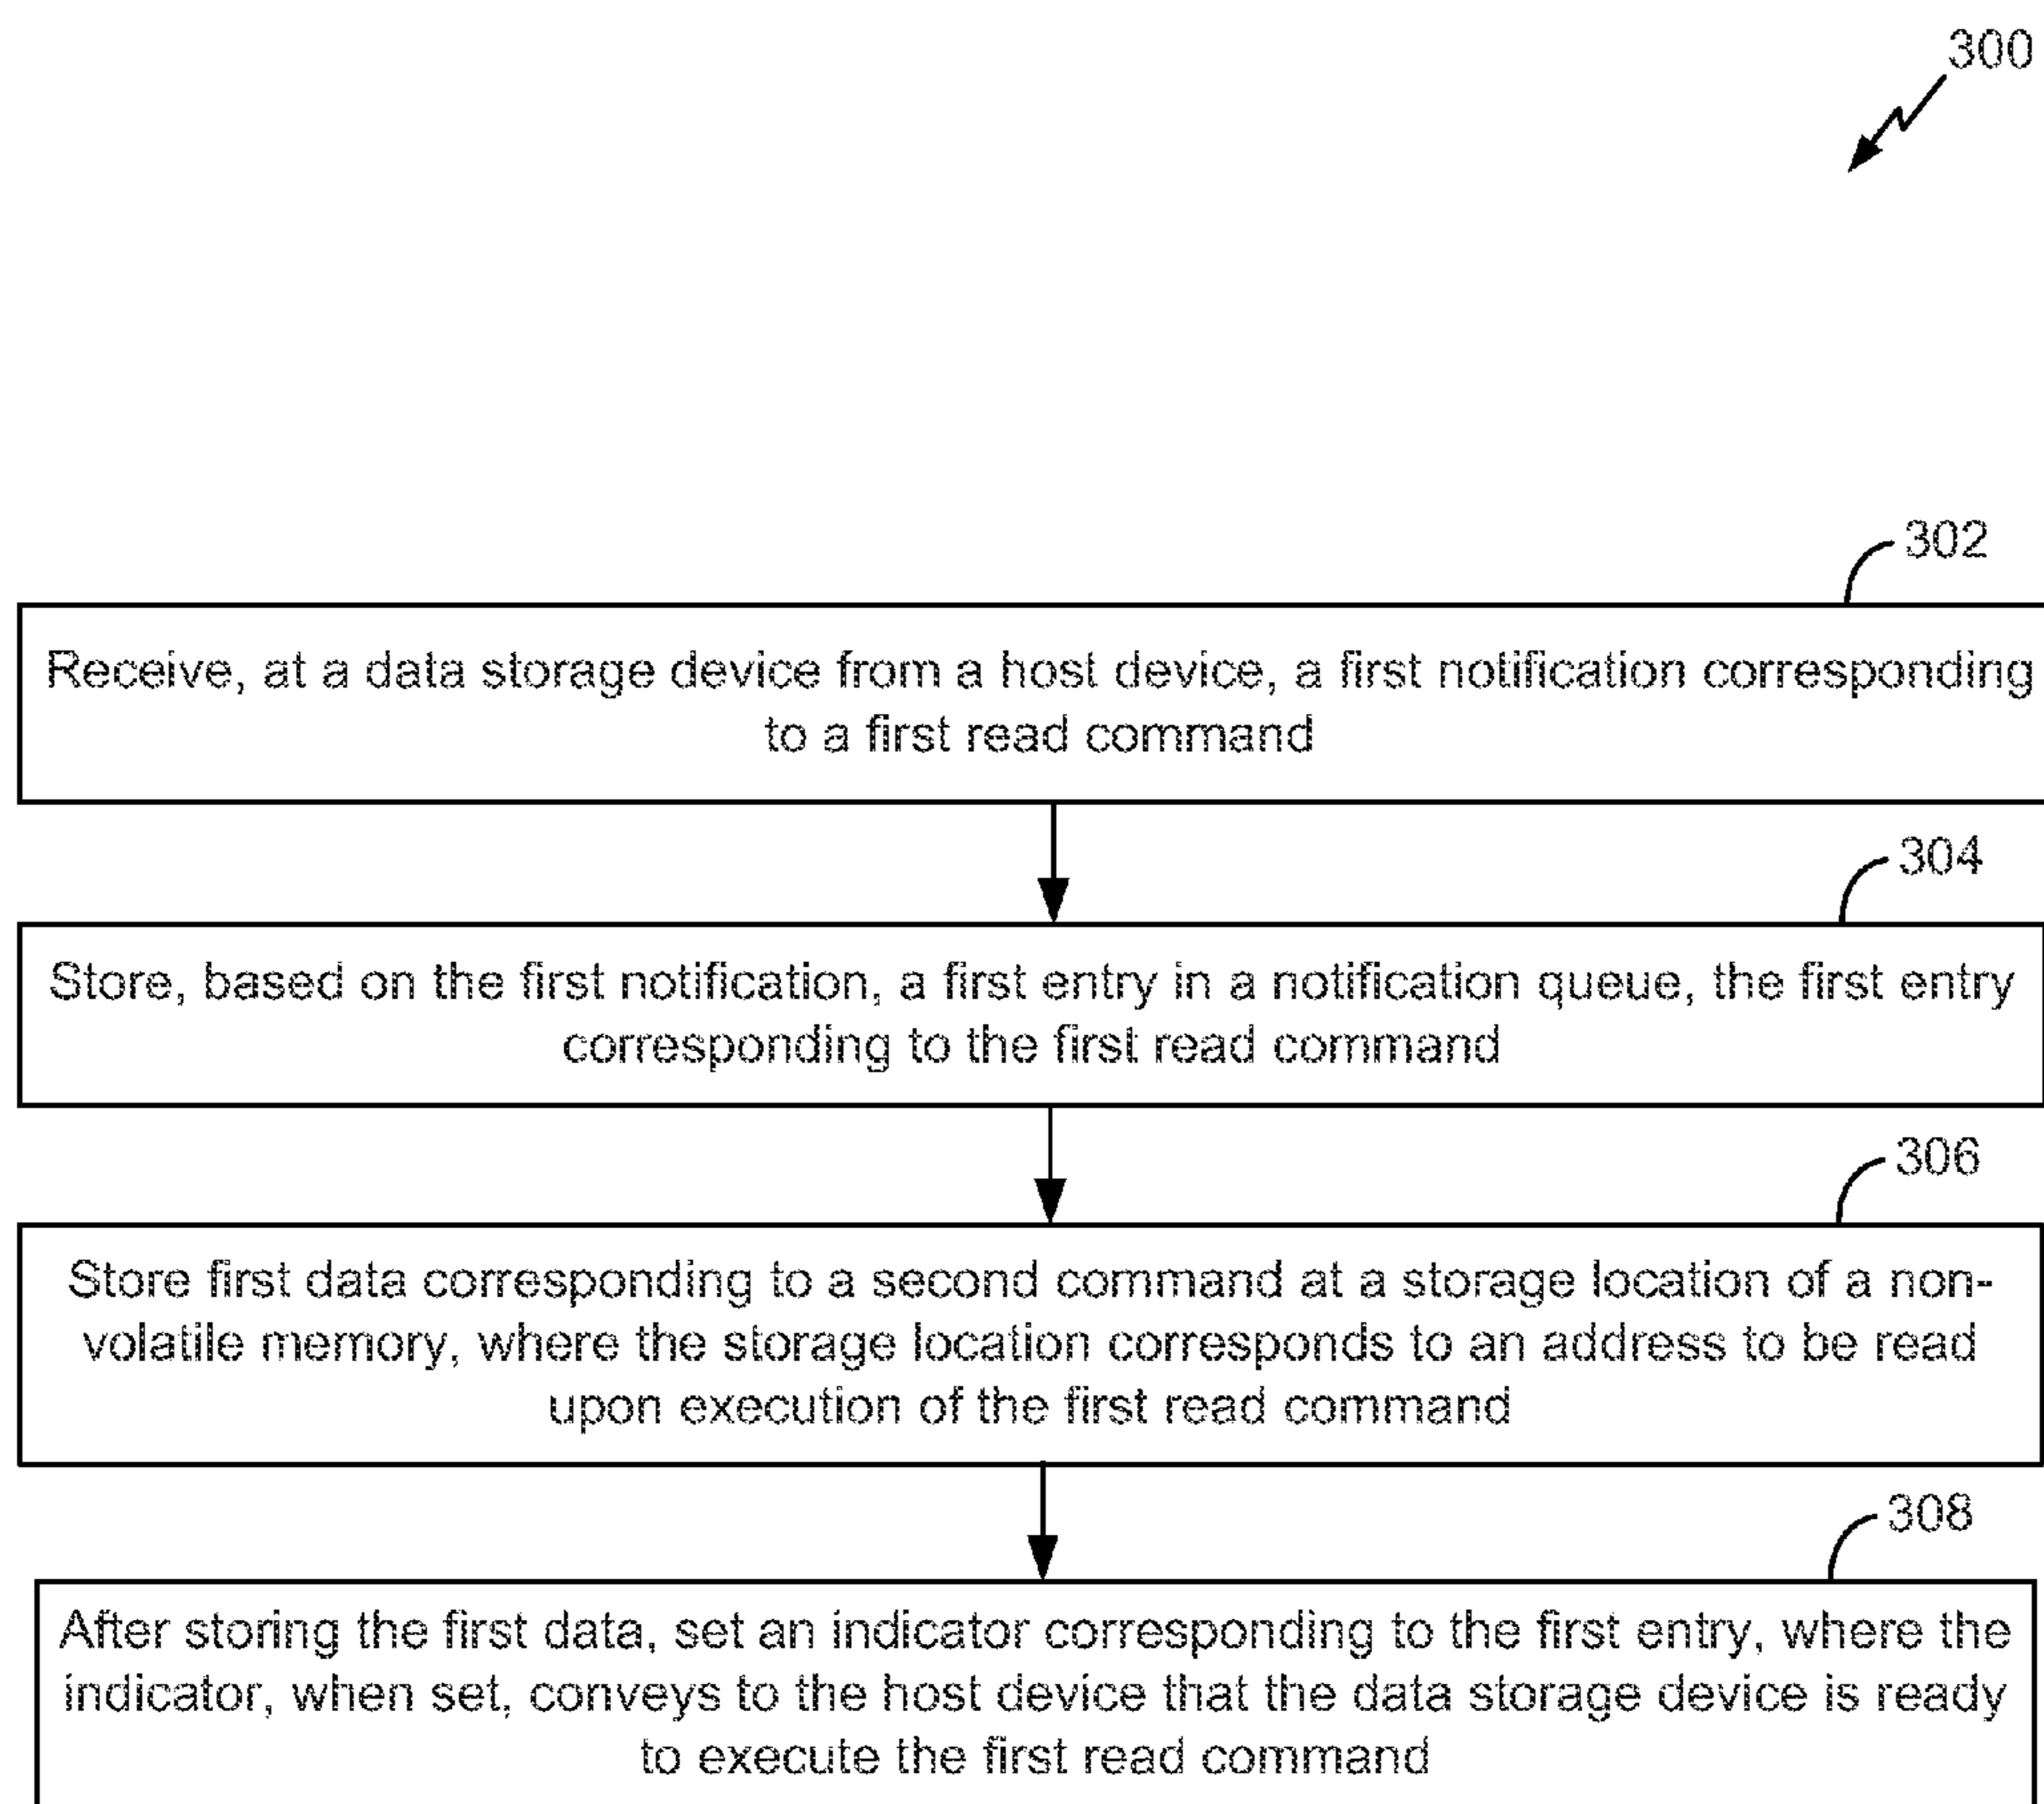 300
302
Receive, at a data storage device from a host device, a first notification corresponding
to a first read command
304
Store, based on the first notification, a first entry in a notification queue, the first entry
corresponding to the first read command
306
Store first data corresponding to a second command at a storage location of a non-
volatile memory, where the storage location corresponds to an address to be read
upon execution of the first read command
308
After storing the first data, set an indicator corresponding to the first entry, where the
indicator, when set, conveys to the host device that the data storage device is ready
to execute the first read command